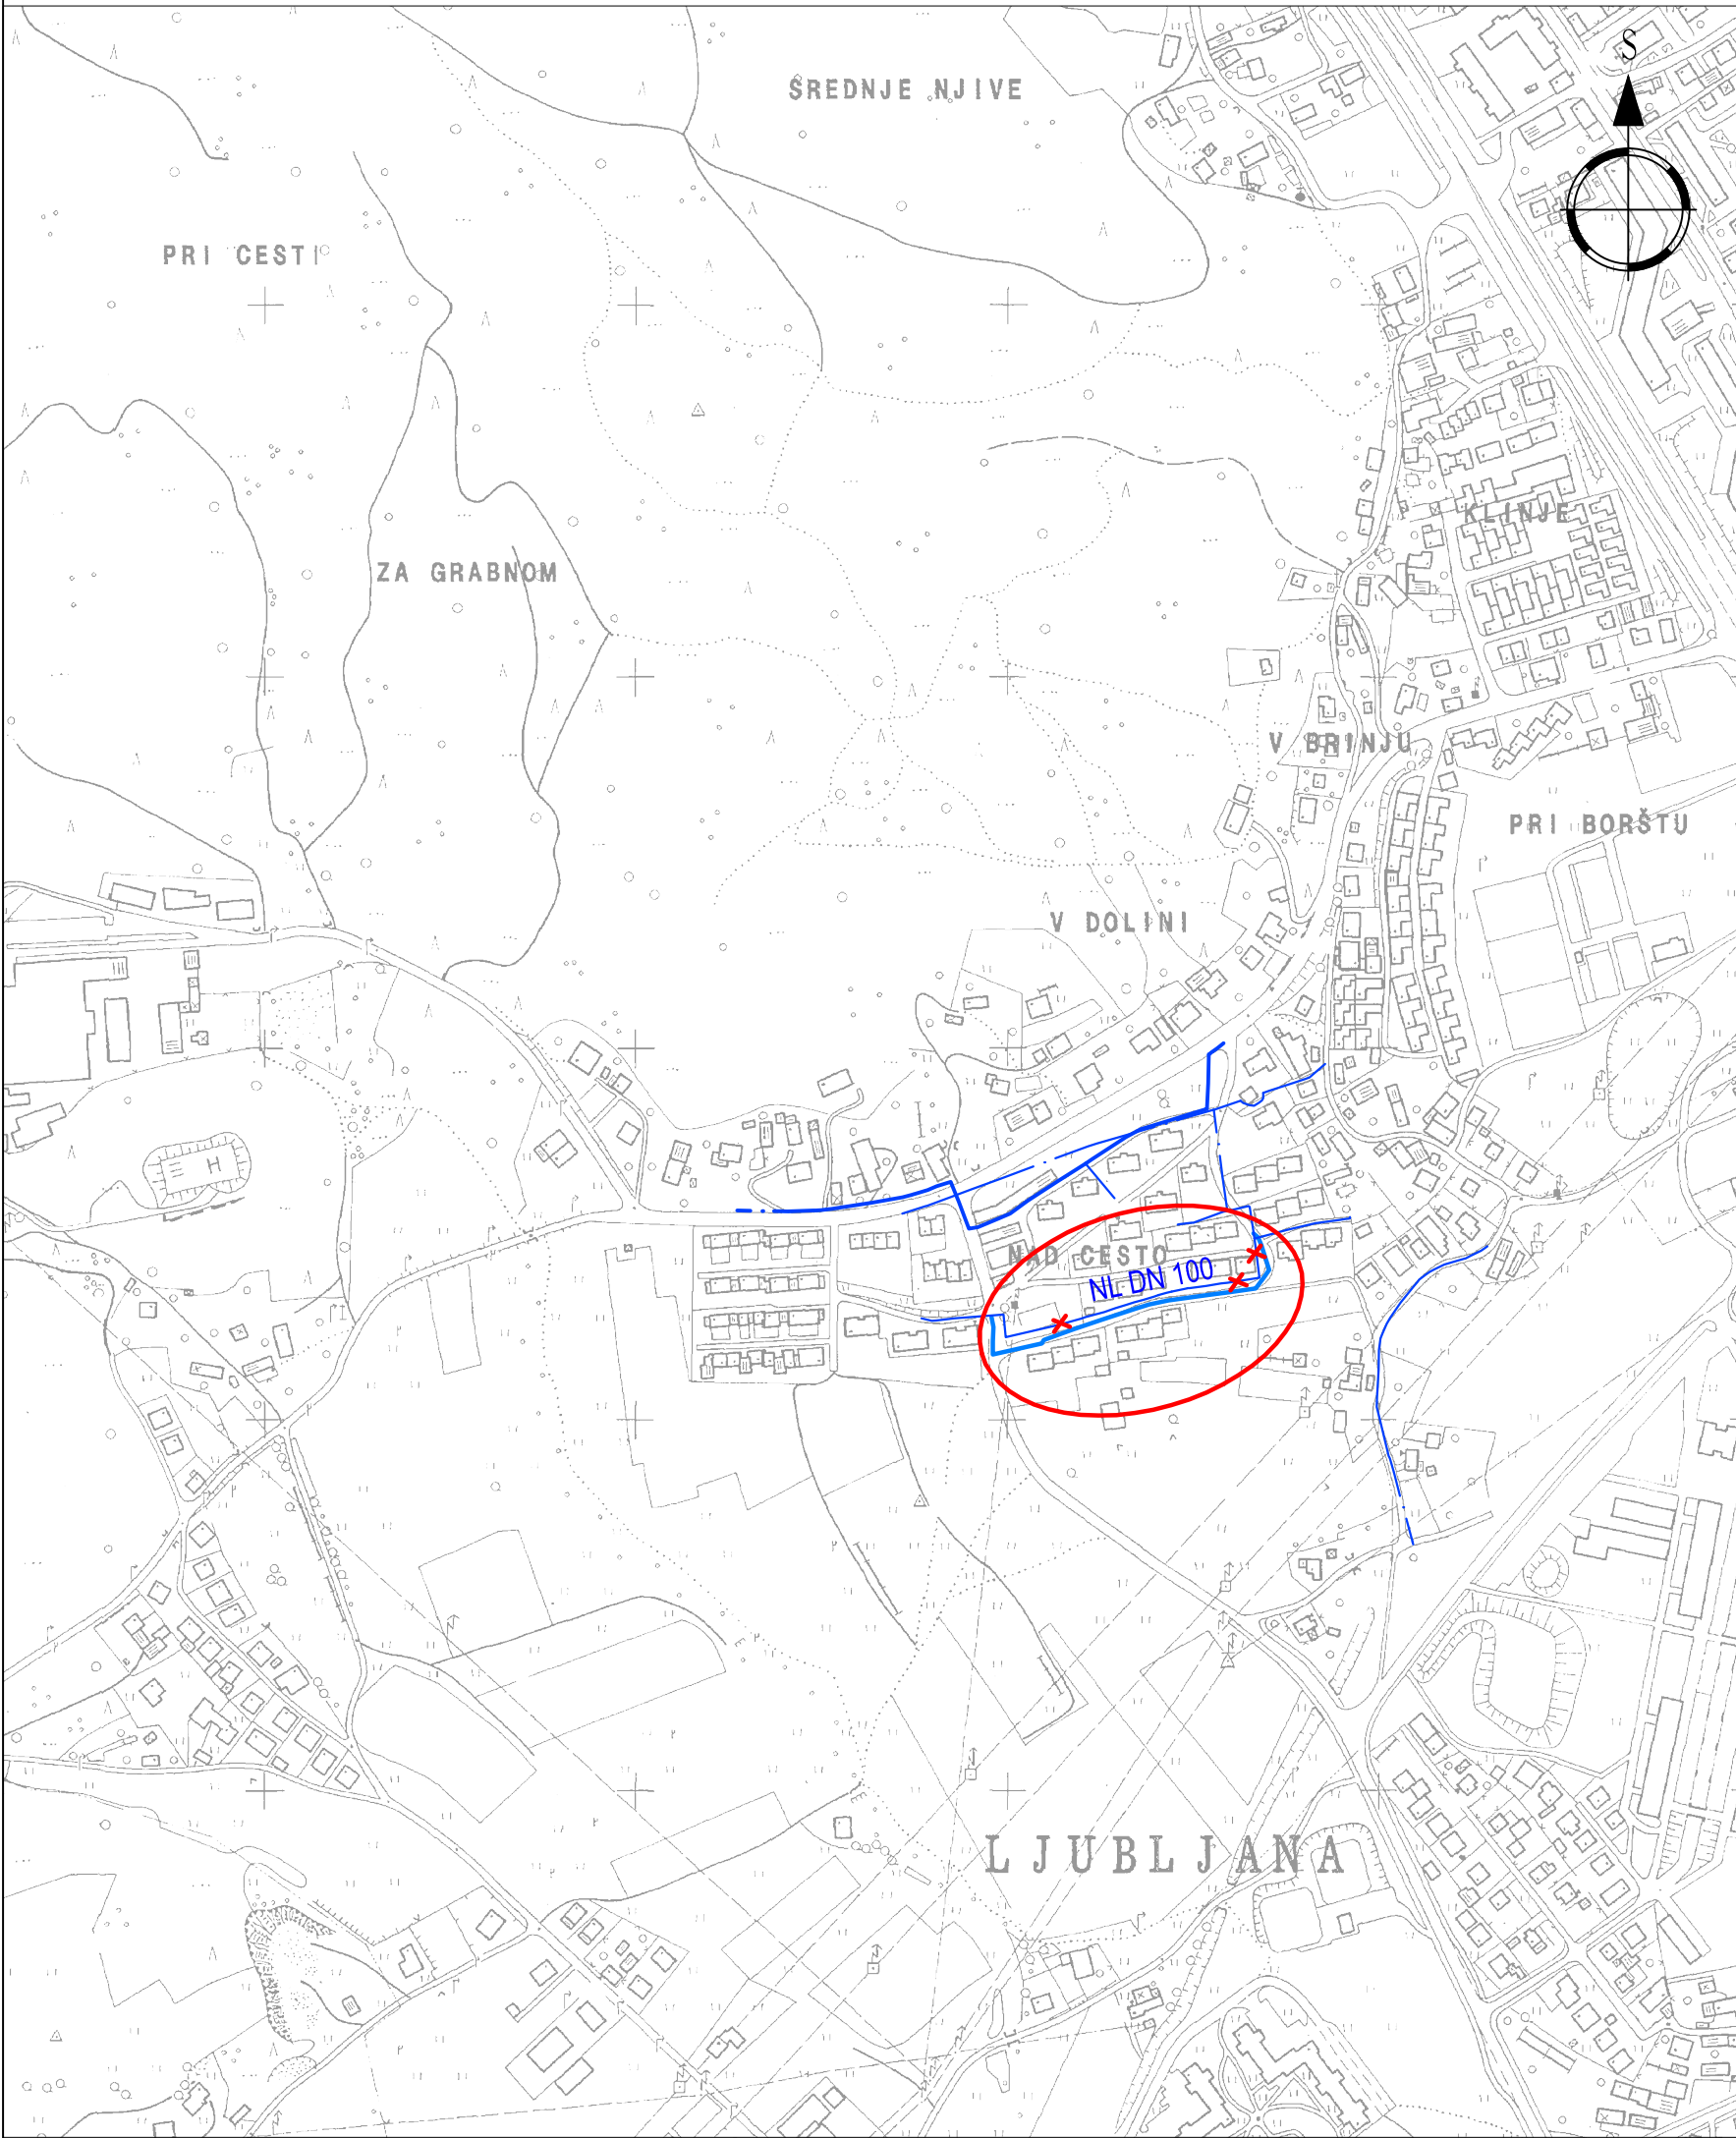 S
SREDNJE NJIVE
PRI CESTI
KLINJE
ZA GRABNOM
V BRINJU
PRI BORŠTU
V DOLINI
H
NAD CESTO
NL DN 100
LJUBLJANA